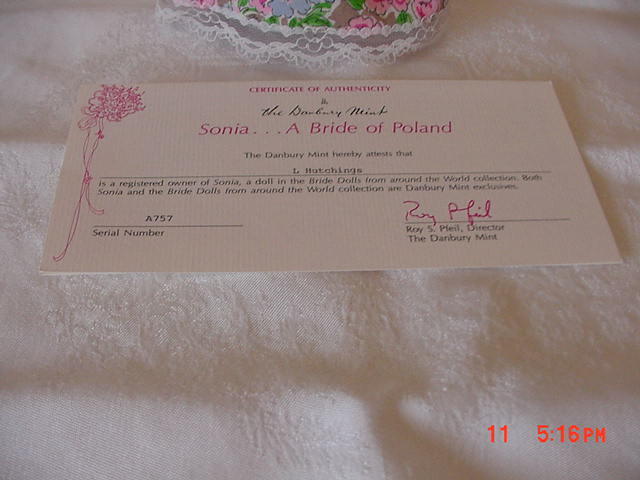 CERTIFICATE OF AUTHENTICITY
The Danbury Mint
Sonia...A Bride of Poland
The Danbury Mint hereby attests that
L Hutchings
is a registered owner of Sonia, a doll in the Bride Dolls from around the World collection. Both
Sonia and the Bride Dolls from around the World collection are Danbury Mint exclusives.
A757
Serial Number
Roy Pfeil
Roy S. Pfeil, Director
The Danbury Mint
11 5:16PM